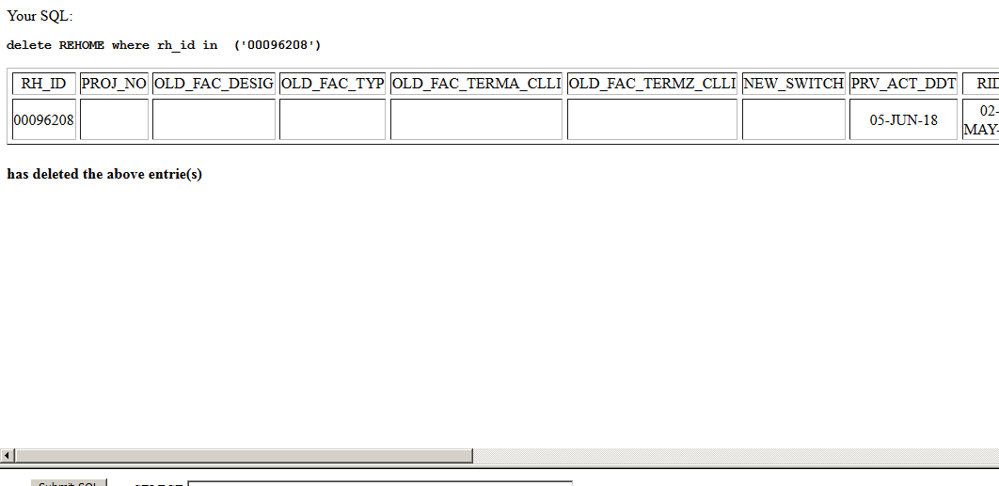 Your SQL:
delete REHOME where rh_id in ('00096208')
RH_ID PROJ_NO OLD_FAC_DESIG OLD_FAC_TYP OLD_FAC_TERMA_CLLI OLD_FAC_TERMZ_CLLI NEW_SWITCH PRV_ACT_DDT RID
00096208 05-JUN-18 02-
MAY-
has deleted the above entrie(s)
Submit SQL